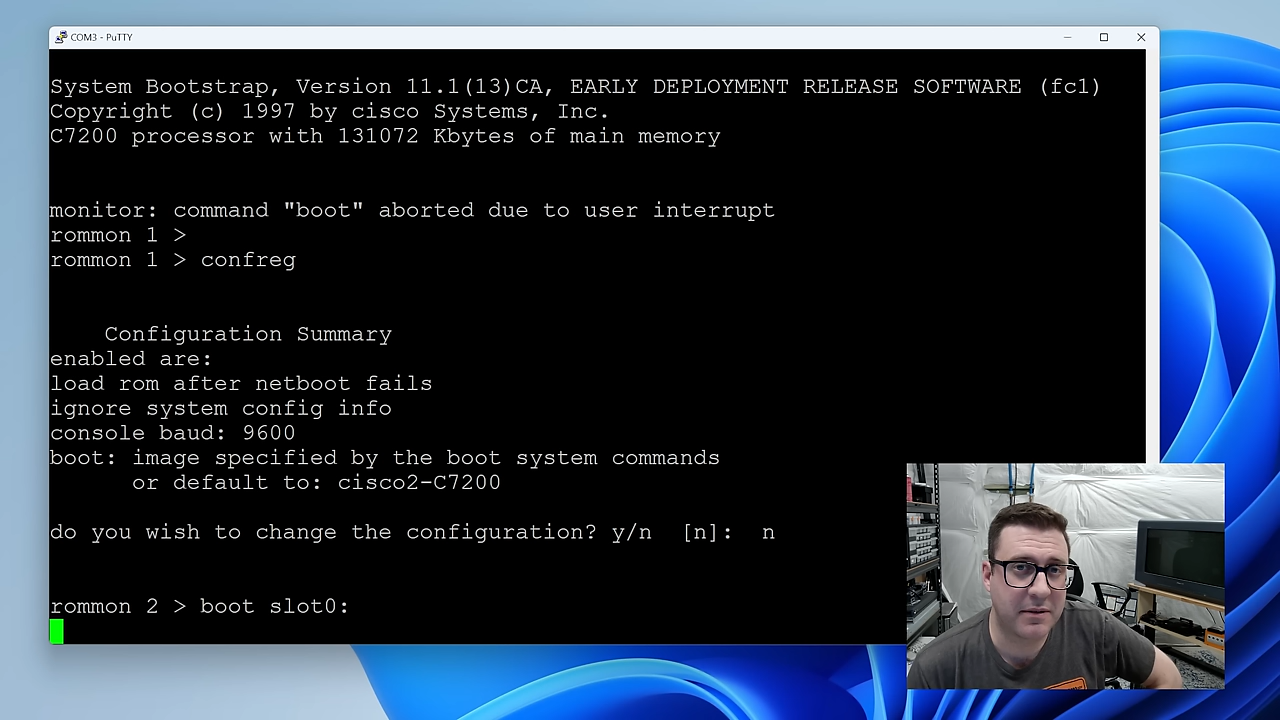 COM3 - PuTTY
System Bootstrap, Version 11.1(13)CA, EARLY DEPLOYMENT RELEASE SOFTWARE (fc1)
Copyright (c) 1997 by cisco Systems, Inc.
C7200 processor with 131072 Kbytes of main memory
monitor: command "boot" aborted due to user interrupt
rommon 1 >
rommon 1 > confreg
Configuration Summary
enabled are:
load rom after netboot fails
ignore system config info
console baud: 9600
boot: image specified by the boot system commands
or default to: cisco2-C7200
do you wish to change the configuration? y/n  [n]:  n
rommon 2 > boot slot0: